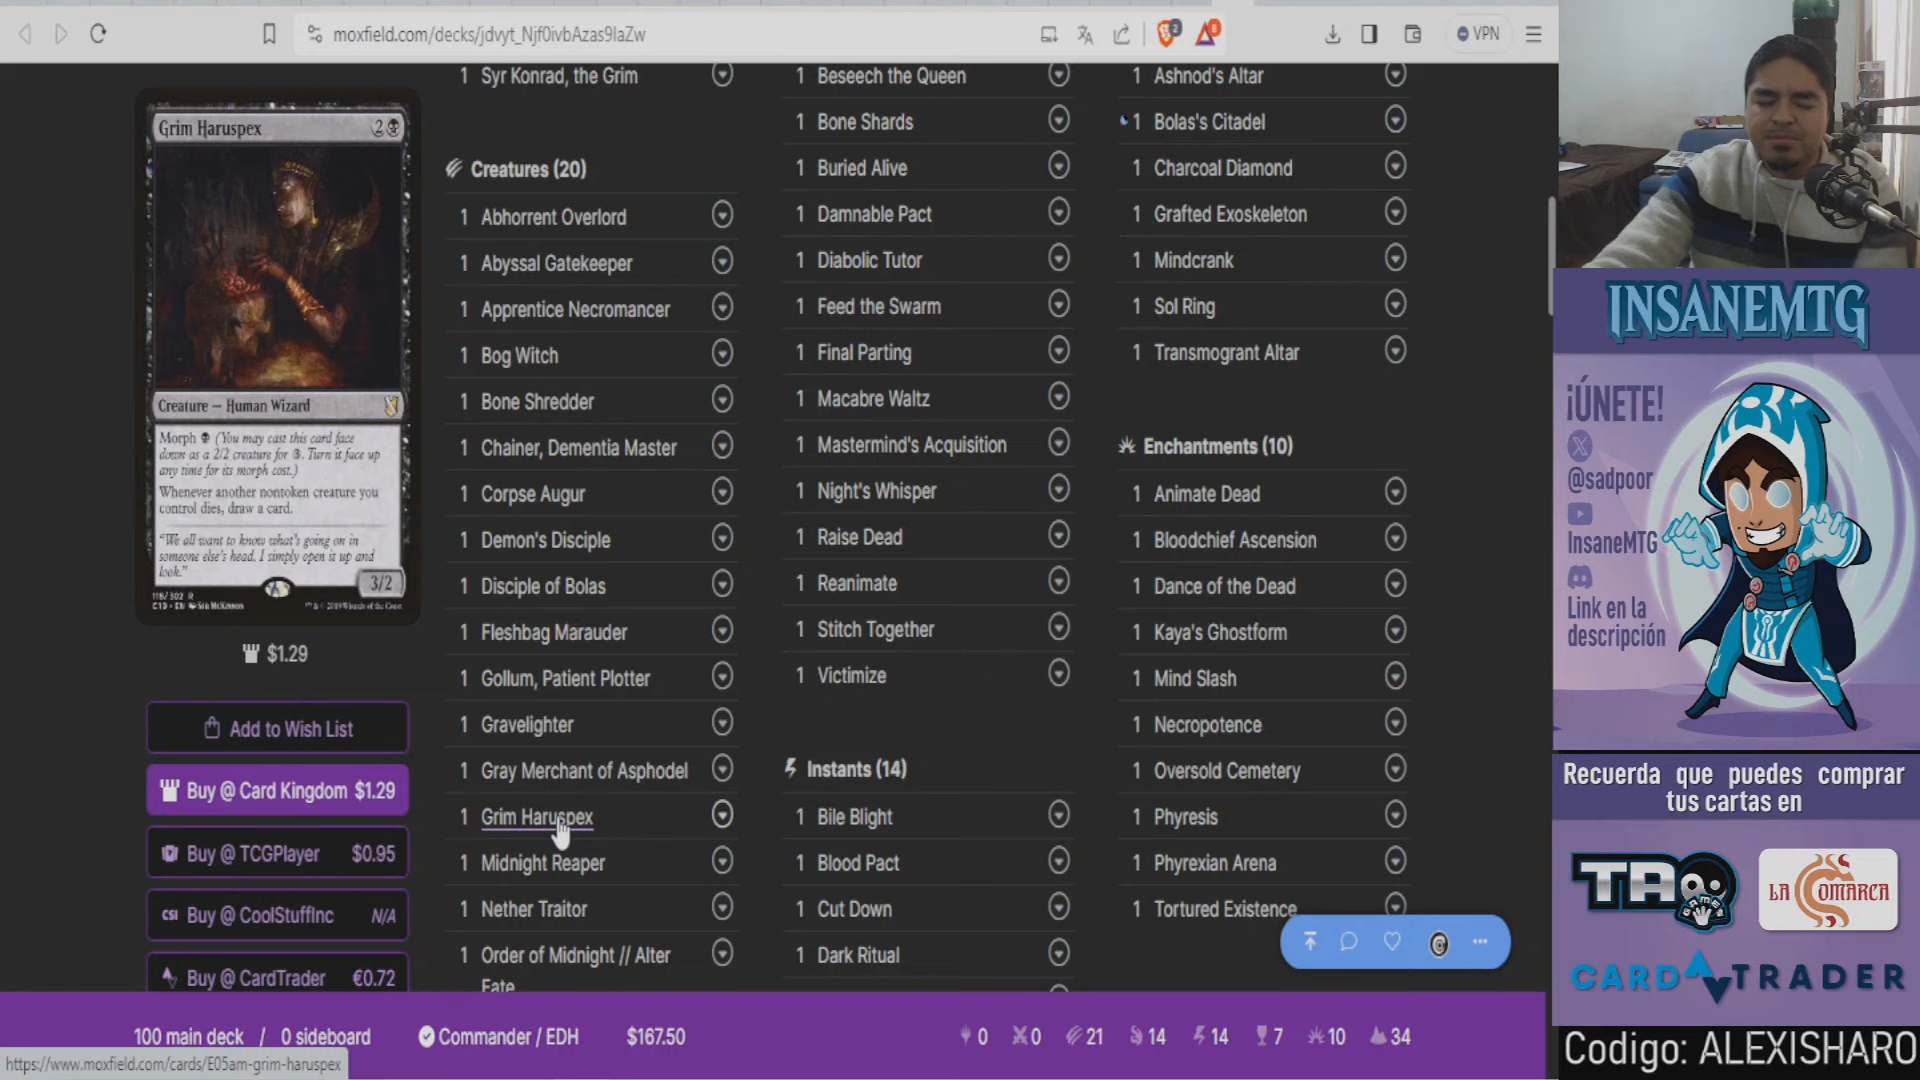 moxfield.com/decks/jdvyt_Njf0ivbAzas9laZw
2
8
VPN
Grim Haruspex 2
Creature — Human Wizard
Morph (You may cast this card face
down as a 2/2 creature for 3. Turn it face up
any time for its morph cost.)
Whenever another nontoken creature you
control dies, draw a card.
"We all want to know what's going on in
someone else's head. I simply open it up and
look."
3/2
$1.29
Add to Wish List
Buy @ Card Kingdom $1.29
Buy @ TCGPlayer $0.95
CSI Buy @ CoolStuffInc N/A
Buy @ CardTrader €0.72
1 Syr Konrad, the Grim
Creatures (20)
1 Abhorrent Overlord
1 Abyssal Gatekeeper
1 Apprentice Necromancer
1 Bog Witch
1 Bone Shredder
1 Chainer, Dementia Master
1 Corpse Augur
1 Demon's Disciple
1 Disciple of Bolas
1 Fleshbag Marauder
1 Gollum, Patient Plotter
1 Gravelighter
1 Gray Merchant of Asphodel
1 Grim Haruspex
1 Midnight Reaper
1 Nether Traitor
1 Order of Midnight // Alter
Fate
1 Beseech the Queen
1 Bone Shards
1 Buried Alive
1 Damnable Pact
1 Diabolic Tutor
1 Feed the Swarm
1 Final Parting
1 Macabre Waltz
1 Mastermind's Acquisition
1 Night's Whisper
1 Raise Dead
1 Reanimate
1 Stitch Together
1 Victimize
Instants (14)
1 Bile Blight
1 Blood Pact
1 Cut Down
1 Dark Ritual
1 Ashnod's Altar
1 Bolas's Citadel
1 Charcoal Diamond
1 Grafted Exoskeleton
1 Mindcrank
1 Sol Ring
1 Transmogrant Altar
Enchantments (10)
1 Animate Dead
1 Bloodchief Ascension
1 Dance of the Dead
1 Kaya's Ghostform
1 Mind Slash
1 Necropotence
1 Oversold Cemetery
1 Phyresis
1 Phyrexian Arena
1 Tortured Existence
100 main deck / 0 sideboard Commander / EDH $167.50 0 0 21 14 14 7 10 34
https://www.moxfield.com/cards/E05am-grim-haruspex
INSANEMTG
¡ÚNETE!
@sadpoor
InsaneMTG
Link en la
descripción
Recuerda que puedes comprar
tus cartas en
TAO
GAMES
LA COMARCA
CARD TRADER
Codigo: ALEXISHARO